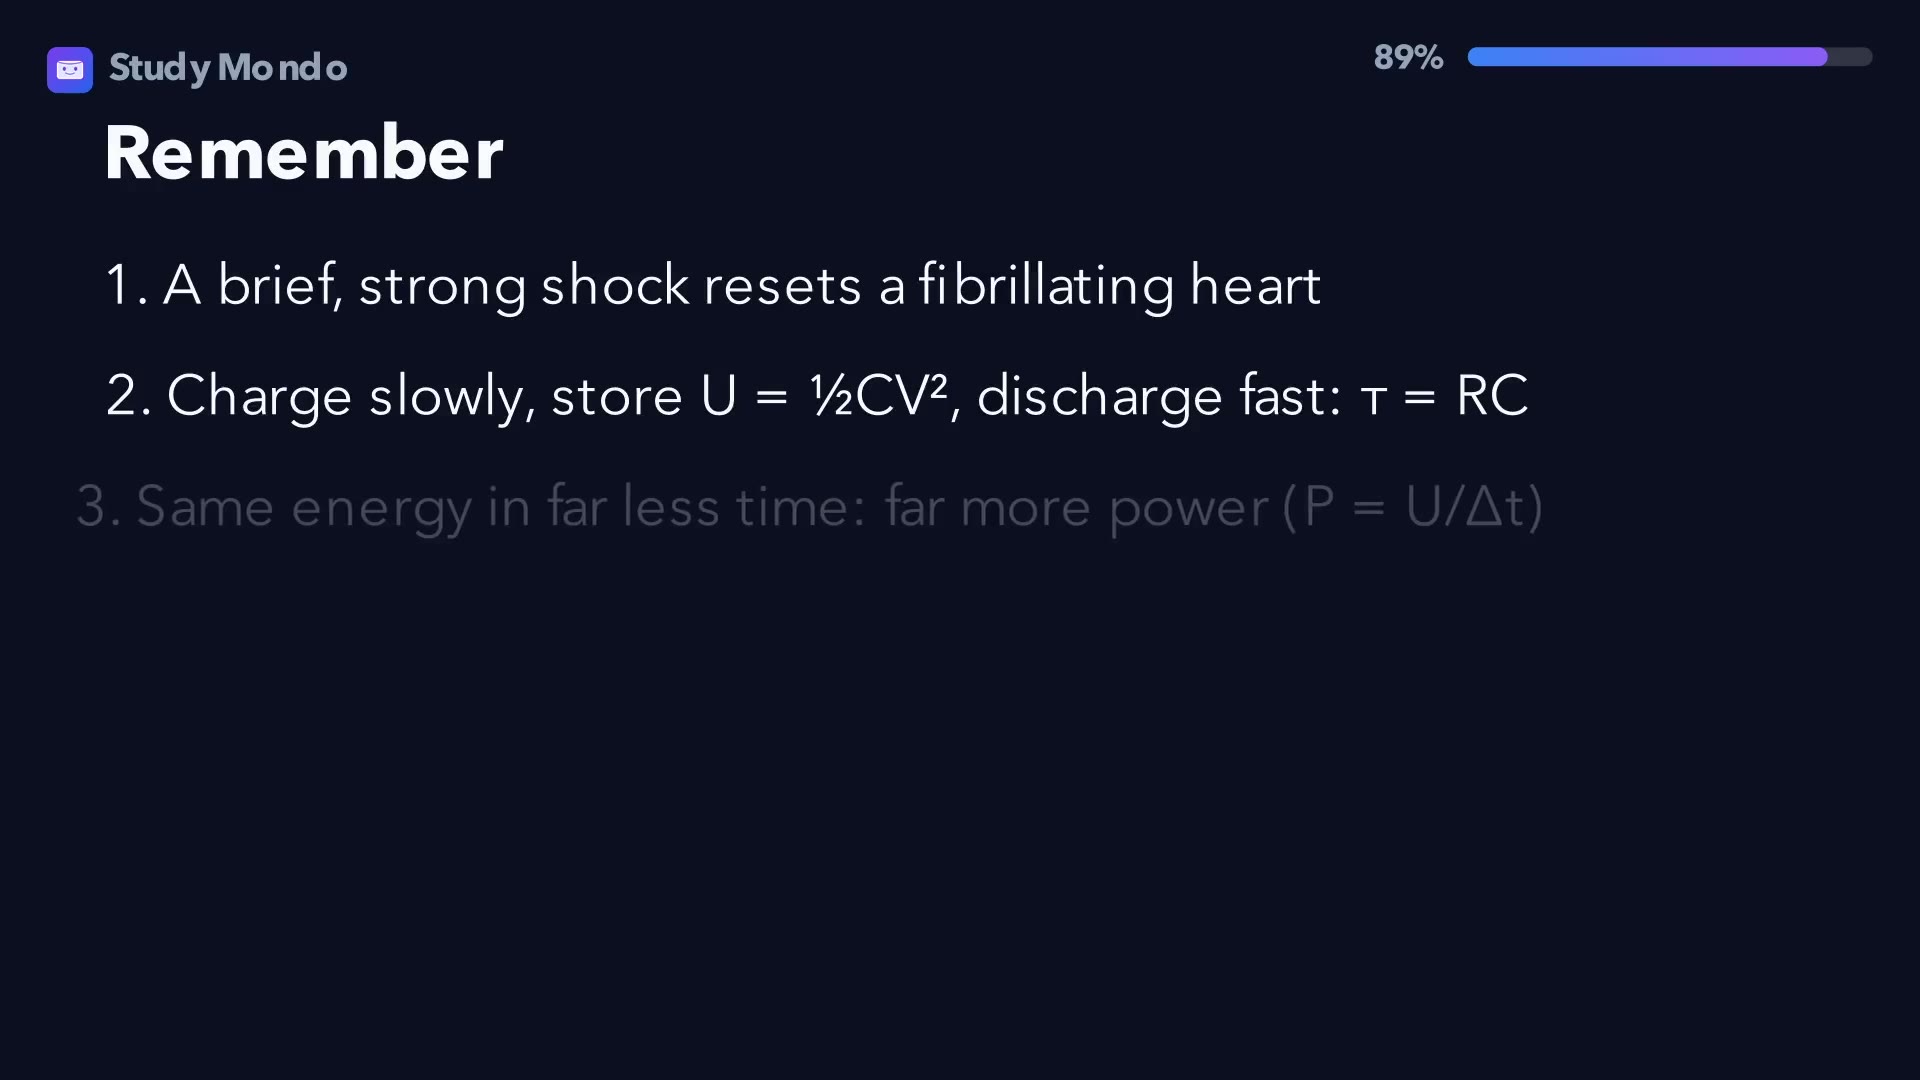 Study Mondo
89%
Remember
1. A brief, strong shock resets a fibrillating heart
2. Charge slowly, store U = ½CV², discharge fast: τ = RC
3. Same energy in far less time: far more power (P = U/Δt)